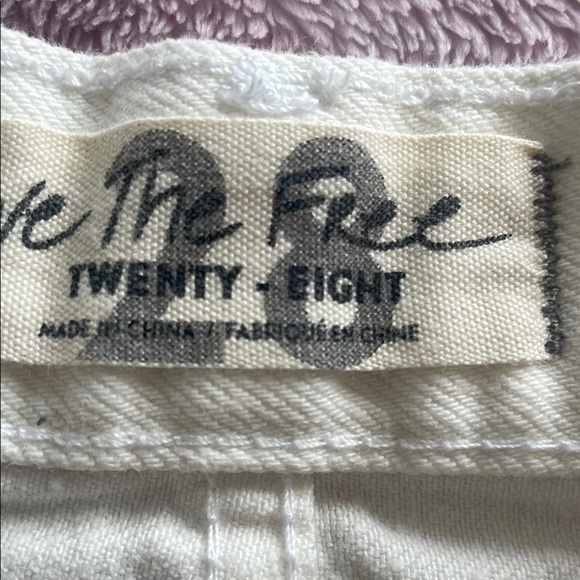 The Free
28
TWENTY - EIGHT
MADE IN CHINA / FABRIQUÉ EN CHINE